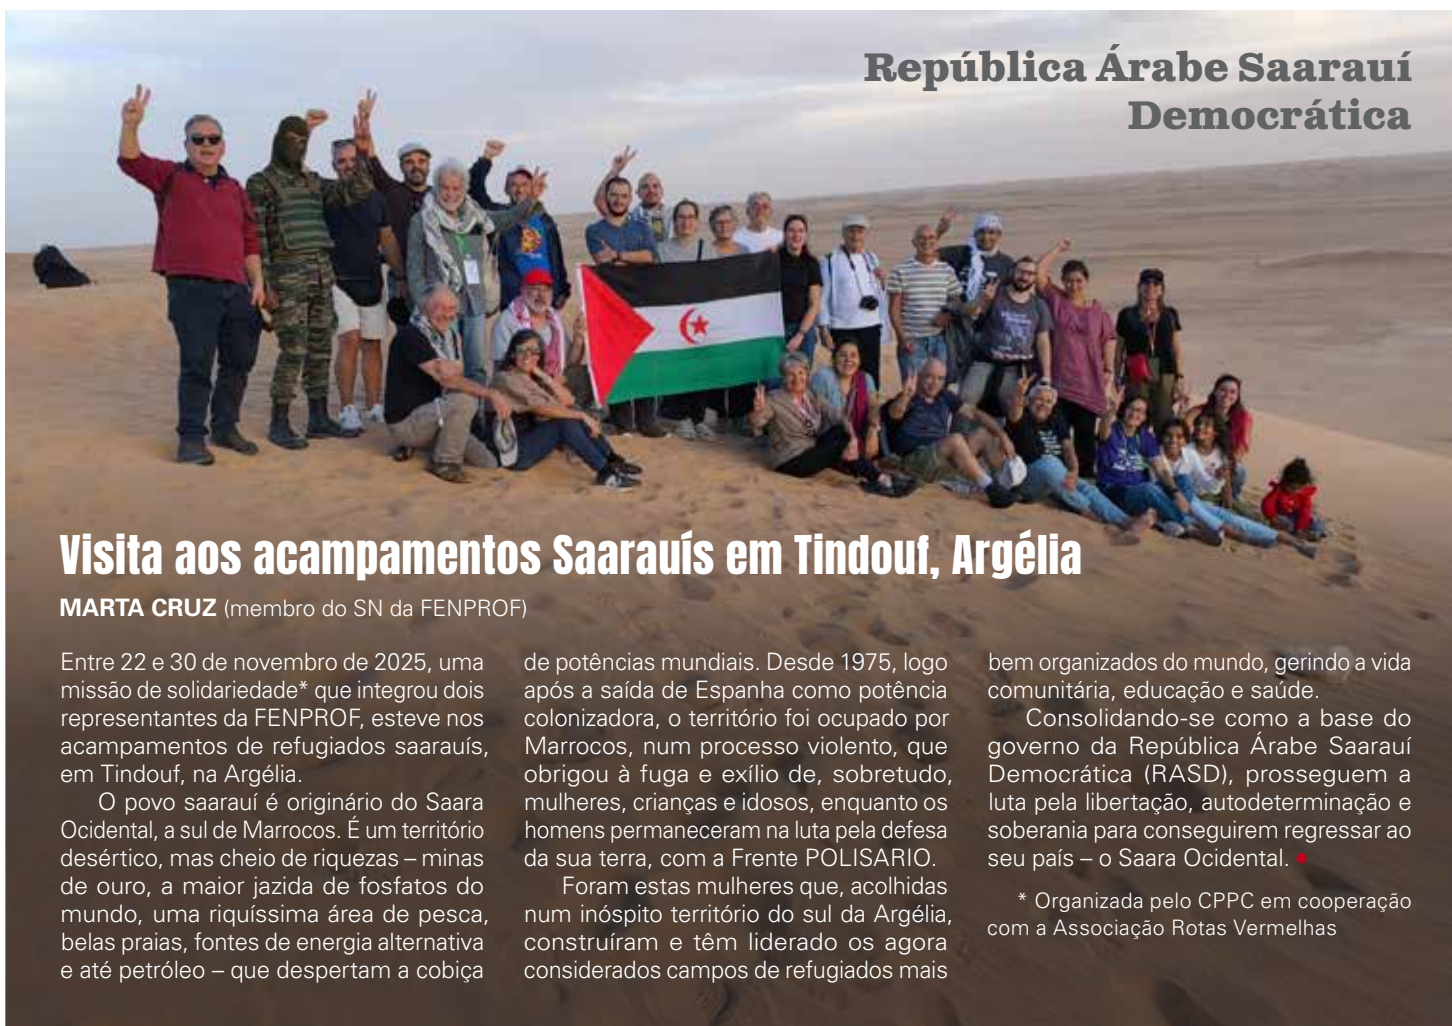 República Árabe Saarauí
Democrática
Visita aos acampamentos Saarauís em Tindouf, Argélia
MARTA CRUZ (membro do SN da FENPROF)
Entre 22 e 30 de novembro de 2025, uma
missão de solidariedade* que integrou dois
representantes da FENPROF, esteve nos
acampamentos de refugiados saarauís,
em Tindouf, na Argélia.
O povo saarauí é originário do Saara
Ocidental, a sul de Marrocos. É um território
desértico, mas cheio de riquezas – minas
de ouro, a maior jazida de fosfatos do
mundo, uma riquíssima área de pesca,
belas praias, fontes de energia alternativa
e até petróleo – que despertam a cobiça
de potências mundiais. Desde 1975, logo
após a saída de Espanha como potência
colonizadora, o território foi ocupado por
Marrocos, num processo violento, que
obrigou à fuga e exílio de, sobretudo,
mulheres, crianças e idosos, enquanto os
homens permaneceram na luta pela defesa
da sua terra, com a Frente POLISARIO.
Foram estas mulheres que, acolhidas
num inóspito território do sul da Argélia,
construíram e têm liderado os agora
considerados campos de refugiados mais
bem organizados do mundo, gerindo a vida
comunitária, educação e saúde.
Consolidando-se como a base do
governo da República Árabe Saarauí
Democrática (RASD), prosseguem a
luta pela libertação, autodeterminação e
soberania para conseguirem regressar ao
seu país – o Saara Ocidental.
* Organizada pelo CPPC em cooperação
com a Associação Rotas Vermelhas